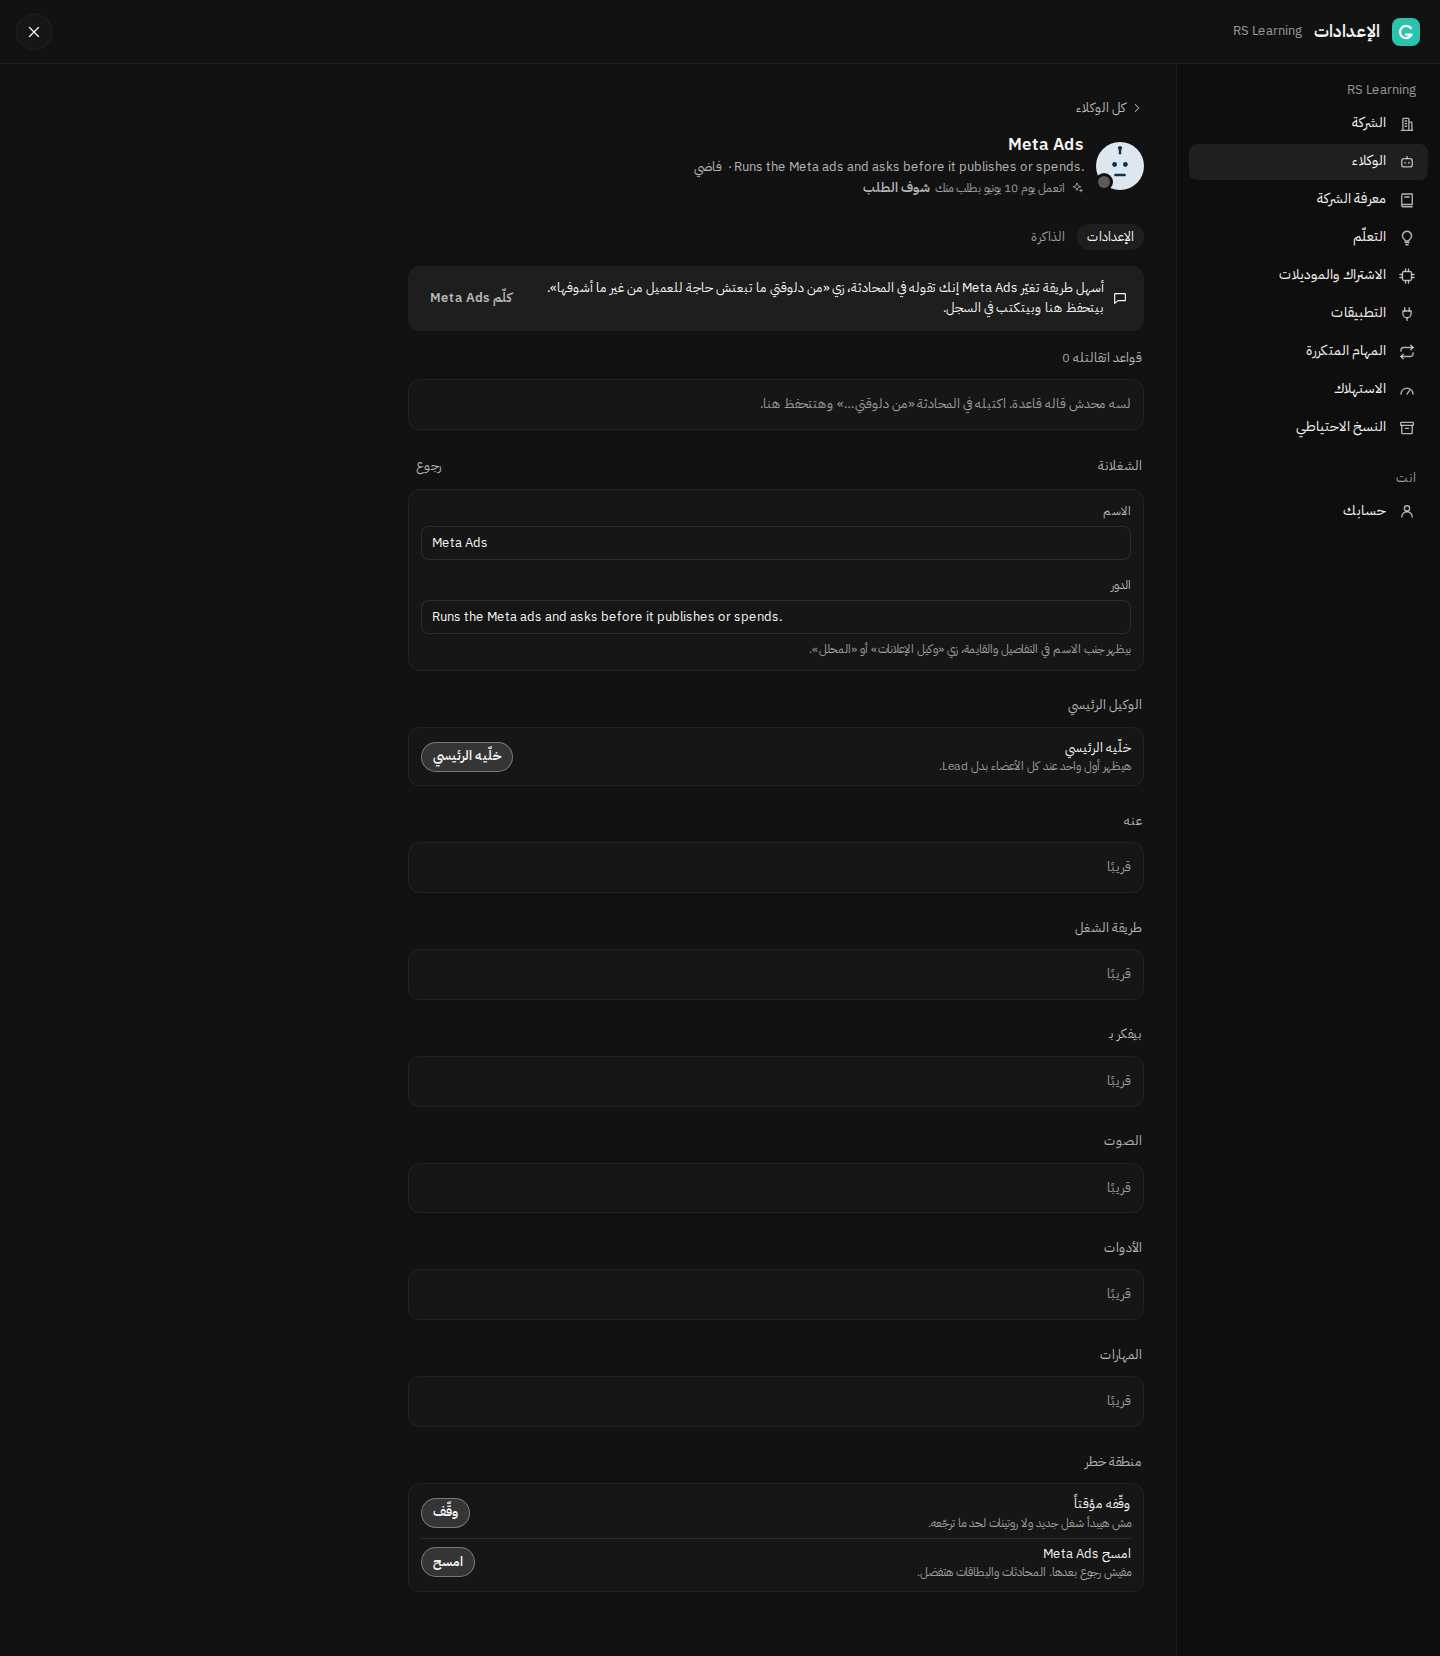 الإعدادات RS Learning
RS Learning
الشركة
الوكلاء
معرفة الشركة
التعلّم
الاشتراك والموديلات
التطبيقات
المهام المتكررة
الاستهلاك
النسخ الاحتياطي
انت
حسابك
كل الوكلاء
Meta Ads
Runs the Meta ads and asks before it publishes or spends. · فاضي
اتعمل يوم 10 يونيو بطلب منك شوف الطلب
الإعدادات الذاكرة
أسهل طريقة تغيّر Meta Ads إنك تقوله في المحادثة، زي «من دلوقتي ما تبعتش حاجة للعميل من غير ما أشوفها».
بيتحفظ هنا وبيتكتب في السجل.
كلّم Meta Ads
قواعد اتقالتله 0
لسه محدش قاله قاعدة. اكتبله في المحادثة «من دلوقتي…» وهتتحفظ هنا.
الشغلانة رجوع
الاسم
Meta Ads
الدور
Runs the Meta ads and asks before it publishes or spends.
بيظهر جنب الاسم في التفاصيل والقايمة، زي «وكيل الإعلانات» أو «المحلل».
الوكيل الرئيسي
خلّيه الرئيسي
هيظهر أول واحد عند كل الأعضاء بدل Lead.
خلّيه الرئيسي
عنه
قريبًا
طريقة الشغل
قريبًا
بيفكر بـ
قريبًا
الصوت
قريبًا
الأدوات
قريبًا
المهارات
قريبًا
منطقة خطر
وقّفه مؤقتاً
مش هيبدأ شغل جديد ولا روتينات لحد ما ترجّعه.
وقّف
امسح Meta Ads
مفيش رجوع بعدها. المحادثات والبطاقات هتفضل.
امسح